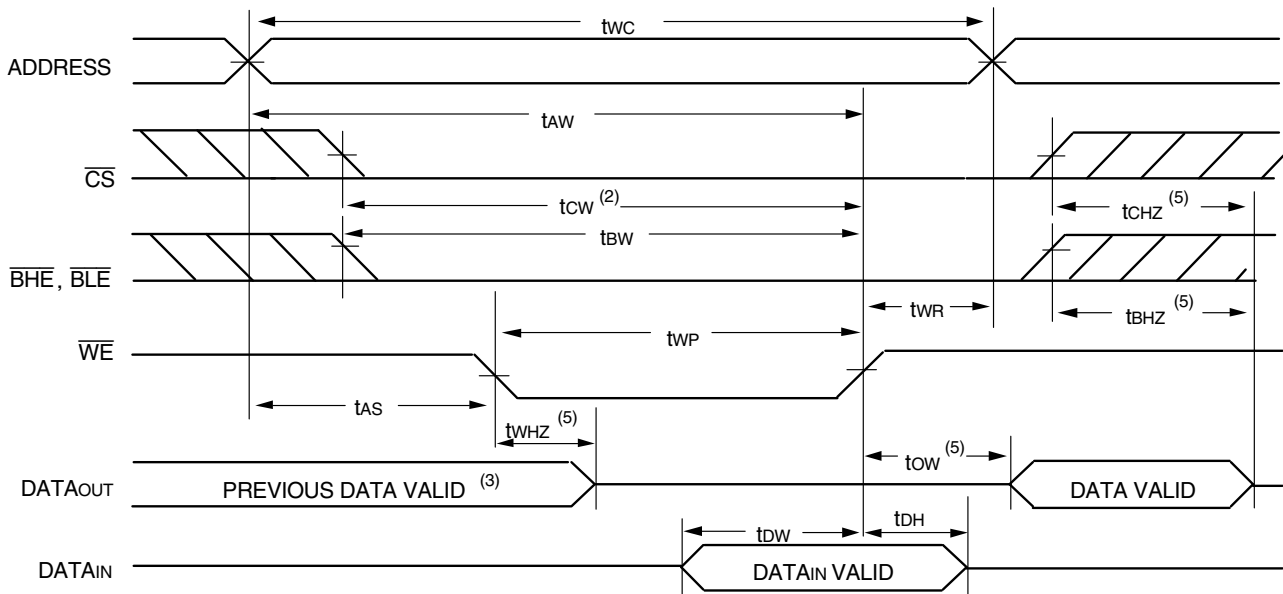 tWC
ADDRESS
tAW
CS
tCW (2)
tCHZ (5)
tBW
BHE, BLE
tWR
tBHZ (5)
tWP
WE
tAS
tWHZ (5)
tOW (5)
DATAOUT
PREVIOUS DATA VALID (3)
DATA VALID
tDW
tDH
DATAIN
DATAIN VALID